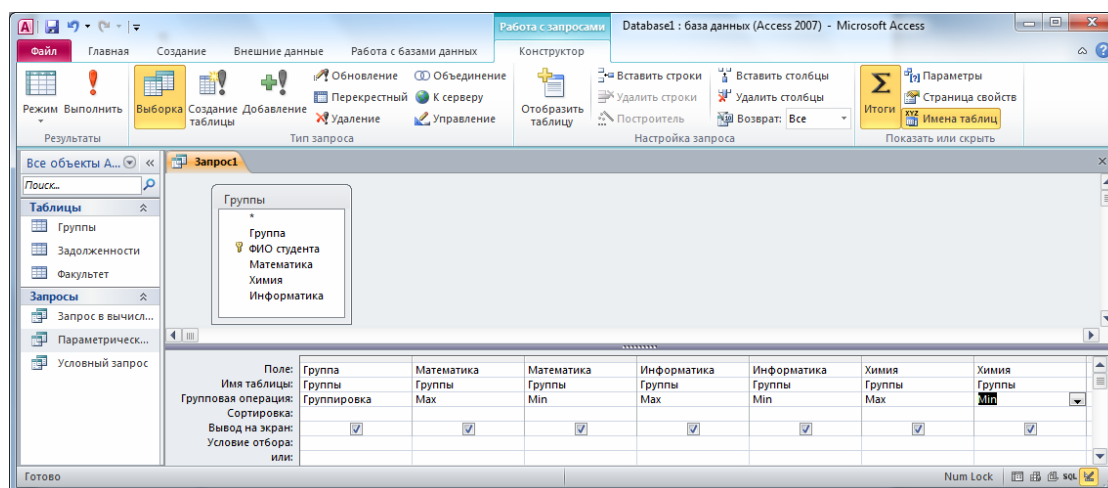 Работа с запросами Database1 : база данных (Access 2007) - Microsoft Access
Файл Главная Создание Внешние данные Работа с базами данных Конструктор
Режим Выполнить Выборка Создание таблицы Добавление Обновление Объединение Отобразить таблицу Вставить строки Вставить столбцы Итоги Параметры
Перекрестный К серверу Удалить строки Удалить столбцы Страница свойств
Удаление Управление Построитель Возврат: Все Имена таблиц
Результаты Тип запроса Настройка запроса Показать или скрыть
Все объекты A... « Запрос1
Поиск...
Таблицы
Группы
Задолженности
Факультет
Запросы
Запрос в вычисл...
Параметрическ...
Условный запрос
Группы
*
Группа
ФИО студента
Математика
Химия
Информатика
Поле: Группа Математика Математика Информатика Информатика Химия Химия
Имя таблицы: Группы Группы Группы Группы Группы Группы Группы
Групповая операция: Группировка Max Min Max Min Max Min
Сортировка:
Вывод на экран:
Условие отбора:
или:
Готово Num Lock SQL